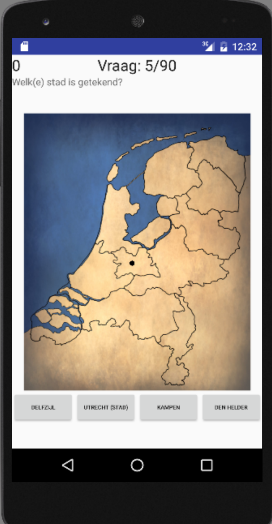 12:32
0 Vraag: 5/90
Welk(e) stad is getekend?
DELFZIJL UTRECHT (STAD) KAMPEN DEN HELDER